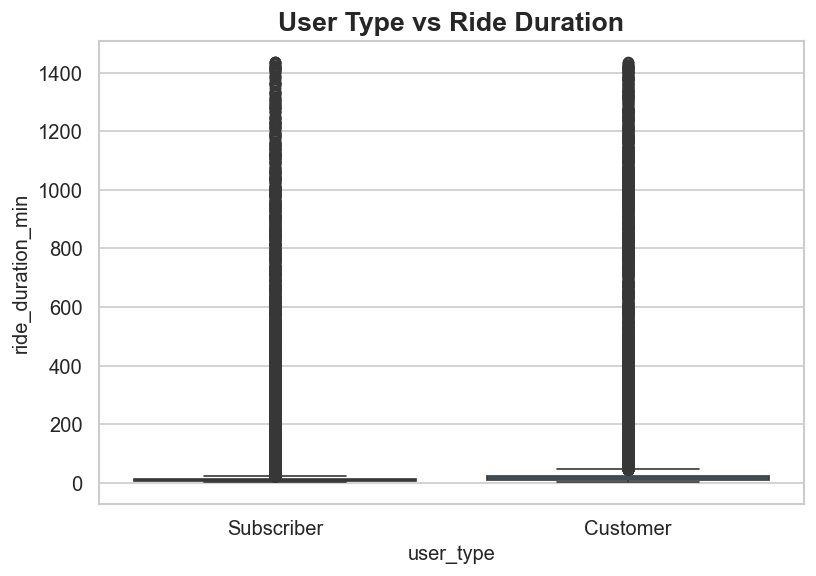 User Type vs Ride Duration
ride_duration_min
1400
1200
1000
800
600
400
200
0
Subscriber
Customer
user_type